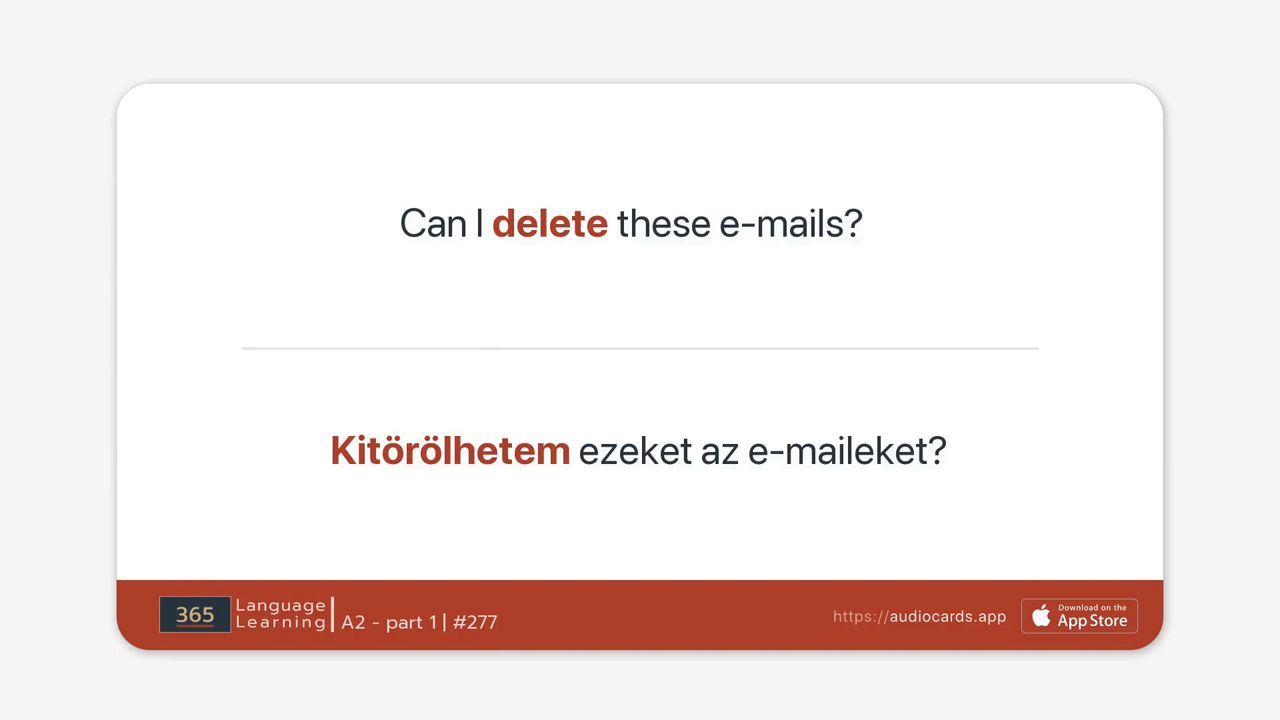 Can I delete these e-mails?
Kitörölhetem ezeket az e-maileket?
365
Language
Learning
A2 - part 1 | #277
https://audiocards.app
Download on the
App Store